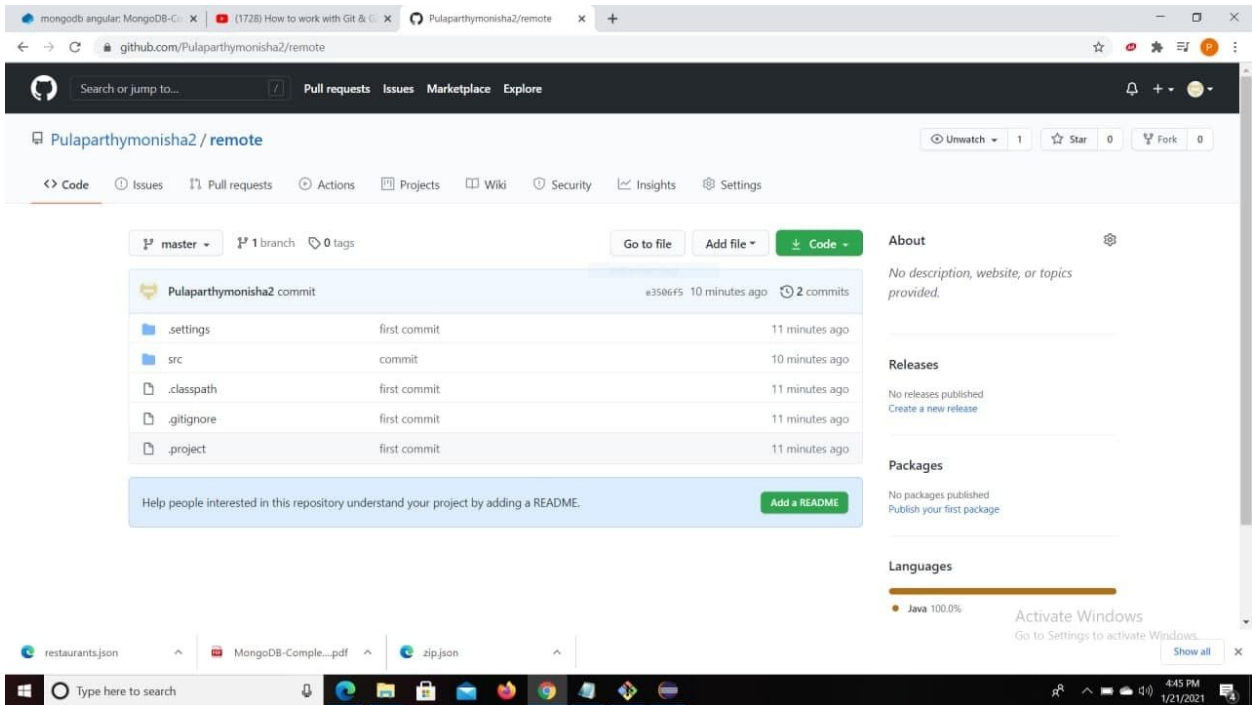 mongodb angular: MongoDB-Co
(1728) How to work with Git & G
Pulaparthymonisha2/remote
github.com/Pulaparthymonisha2/remote
P
Search or jump to...
/
Pull requests Issues Marketplace Explore
Pulaparthymonisha2 / remote
Unwatch 1
Star 0
Fork 0
<> Code Issues Pull requests Actions Projects Wiki Security Insights Settings
master 1 branch 0 tags
Go to file Add file Code
Pulaparthymonisha2 commit e3506f5 10 minutes ago 2 commits
.settings first commit 11 minutes ago
src commit 10 minutes ago
.classpath first commit 11 minutes ago
.gitignore first commit 11 minutes ago
.project first commit 11 minutes ago
Help people interested in this repository understand your project by adding a README. Add a README
About
No description, website, or topics
provided.
Releases
No releases published
Create a new release
Packages
No packages published
Publish your first package
Languages
Java 100.0%
Activate Windows
Go to Settings to activate Windows.
restaurants.json MongoDB-Comple....pdf zip.json Show all
Type here to search
4:45 PM
1/21/2021
4